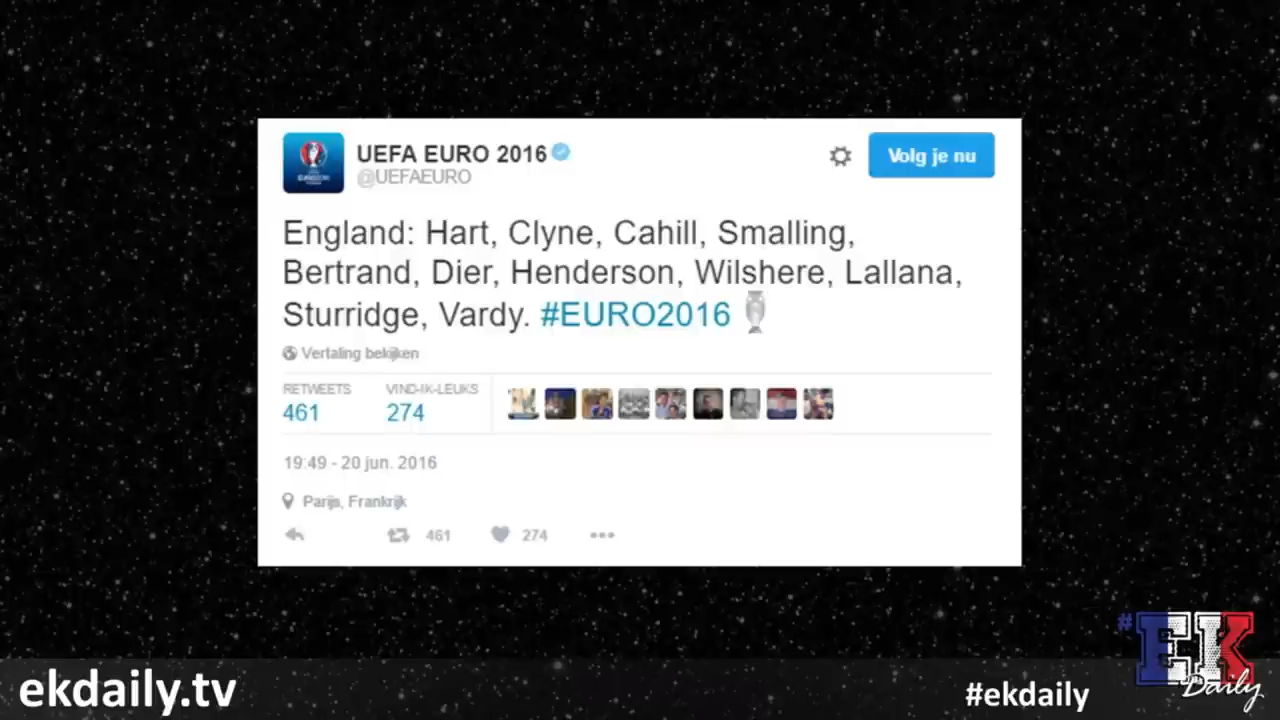 UEFA EURO 2016
@UEFAEURO
Volg je nu
England: Hart, Clyne, Cahill, Smalling,
Bertrand, Dier, Henderson, Wilshere, Lallana,
Sturridge, Vardy. #EURO2016
Vertaling bekijken
RETWEETS VIND-IK-LEUKS
461 274
19:49 - 20 jun. 2016
Parijs, Frankrijk
461 274
ekdaily.tv
#ekdaily
#EK
Daily